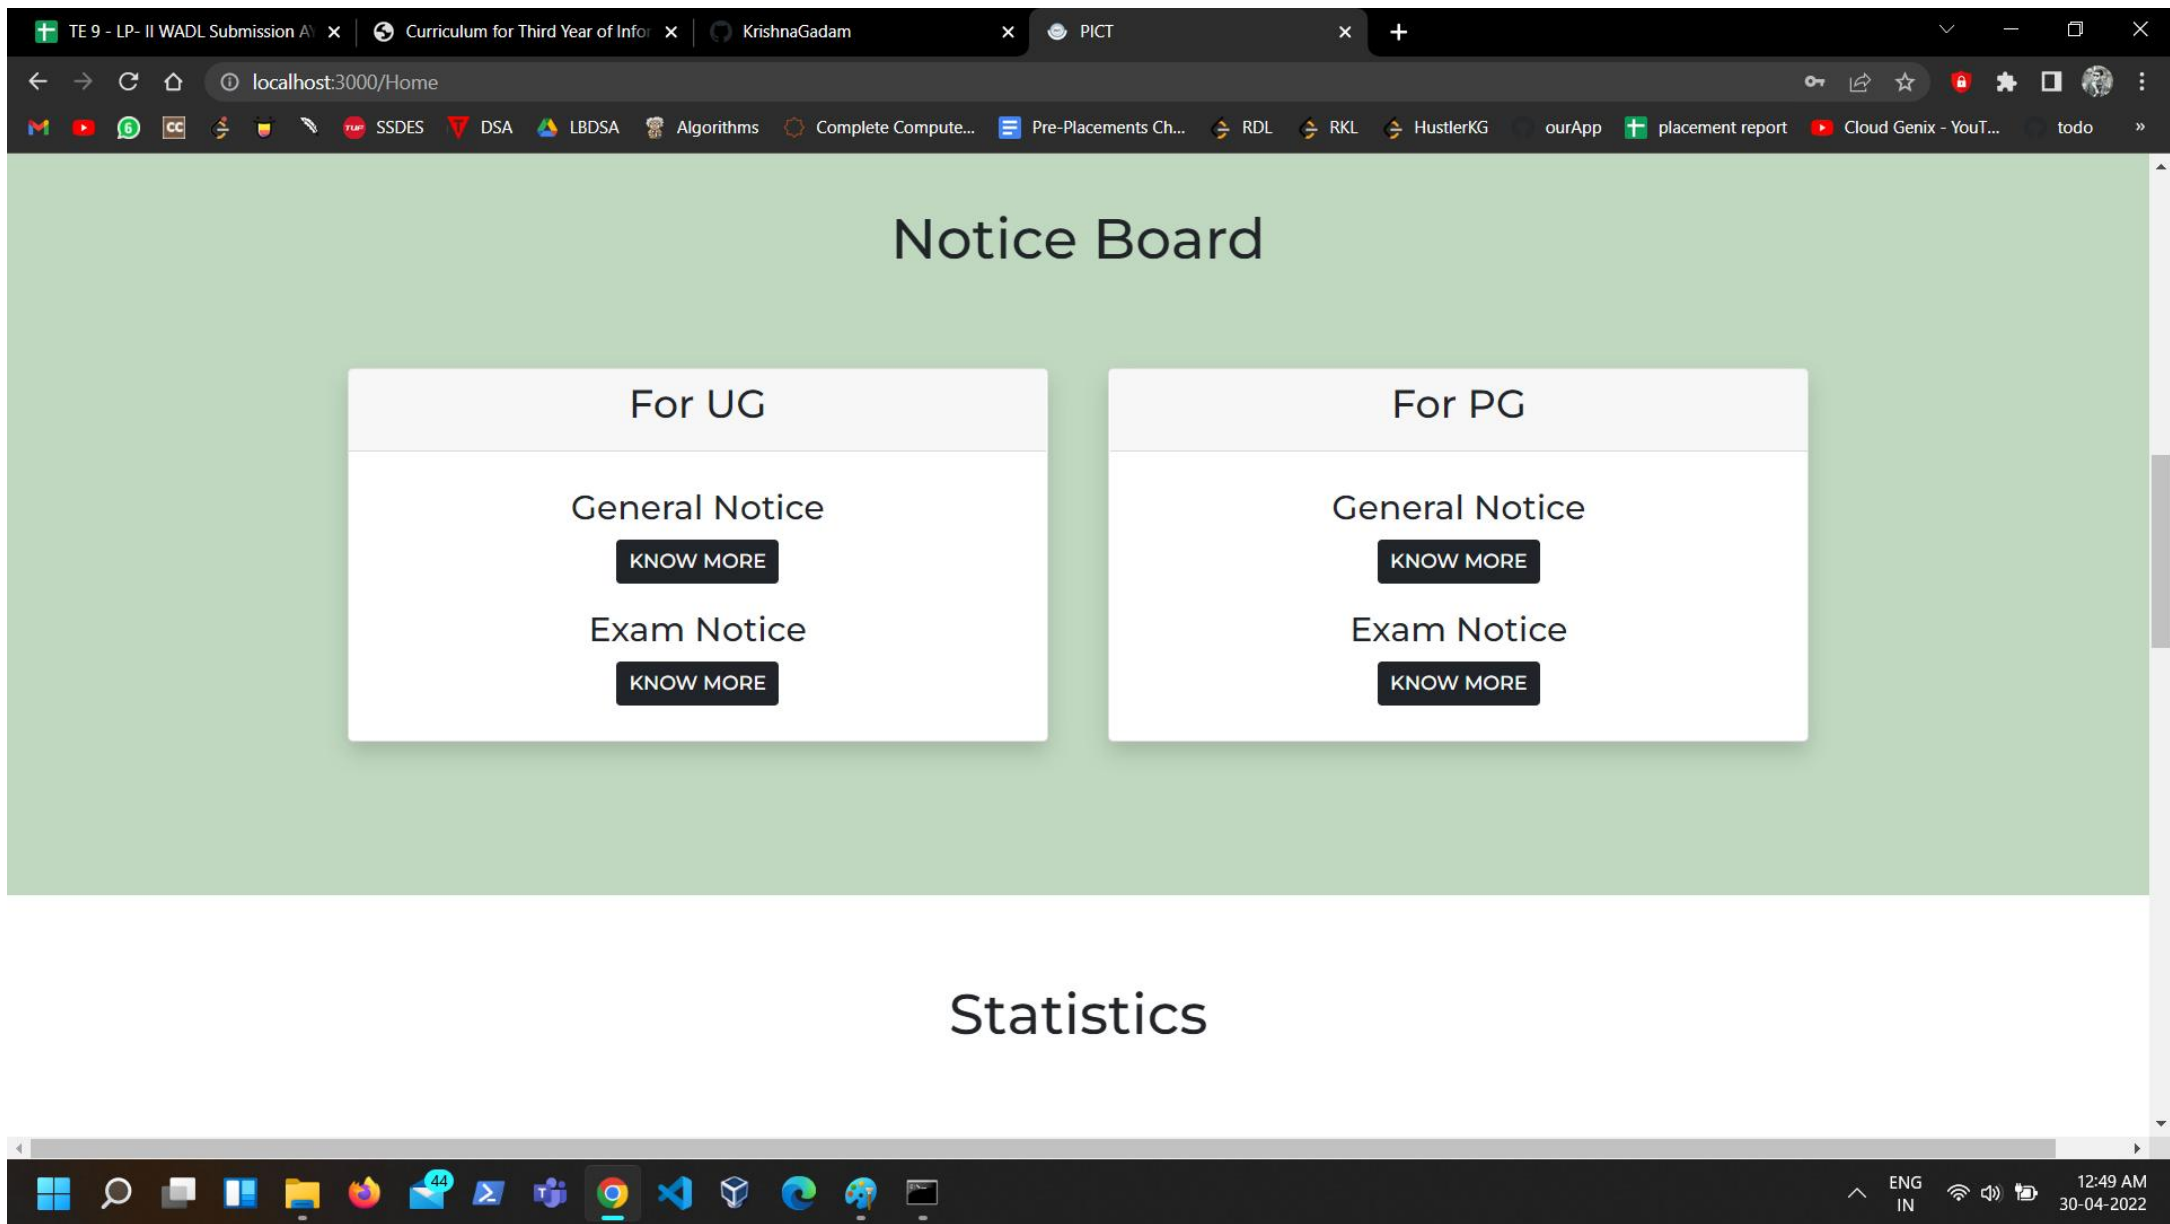 TE 9 - LP- II WADL Submission A
Curriculum for Third Year of Infor
KrishnaGadam
PICT
localhost:3000/Home
6
CC
TUF
SSDES
DSA
LBDSA
Algorithms
Complete Compute...
Pre-Placements Ch...
RDL
RKL
HustlerKG
ourApp
placement report
Cloud Genix - YouT...
todo
»
Notice Board
For UG
For PG
General Notice
General Notice
KNOW MORE
KNOW MORE
Exam Notice
Exam Notice
KNOW MORE
KNOW MORE
Statistics
44
ENG
IN
12:49 AM
30-04-2022